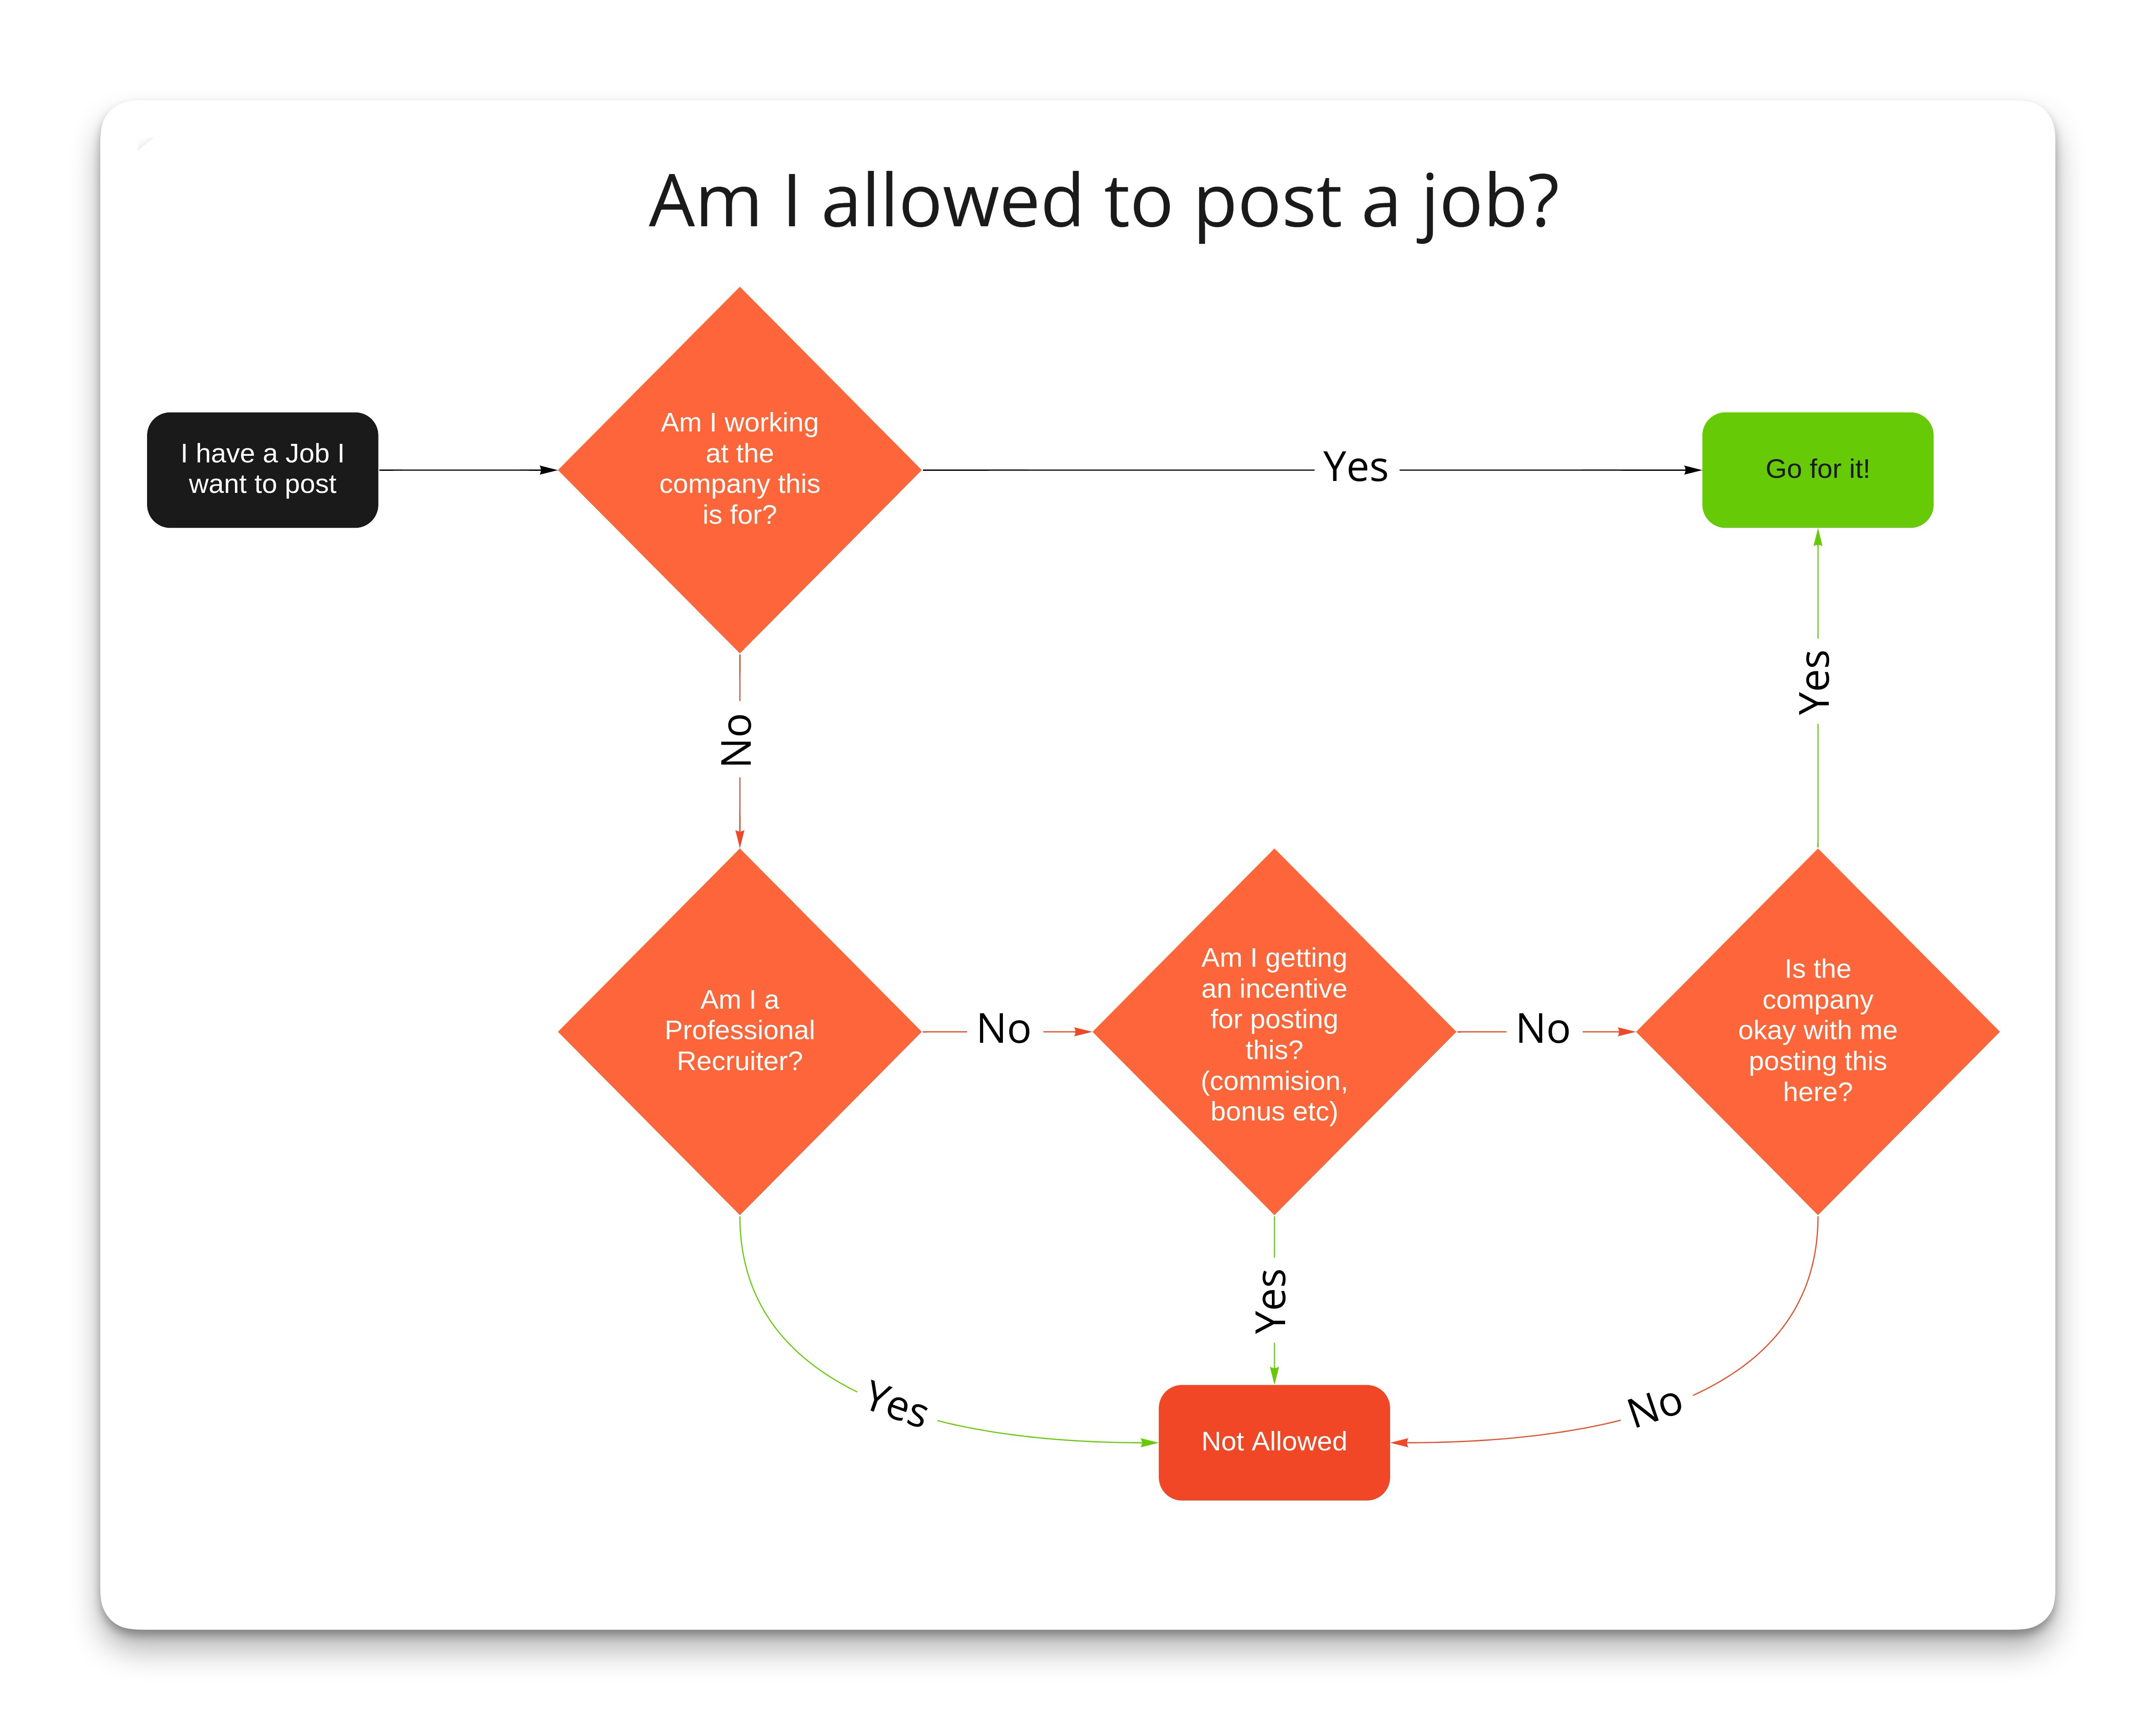 Am I allowed to post a job?
I have a Job I
want to post
Am I working
at the
company this
is for?
Yes
Go for it!
No
Yes
Am I a
Professional
Recruiter?
No
Am I getting
an incentive
for posting
this?
(commision,
bonus etc)
No
Is the
company
okay with me
posting this
here?
Yes
Yes
No
Not Allowed